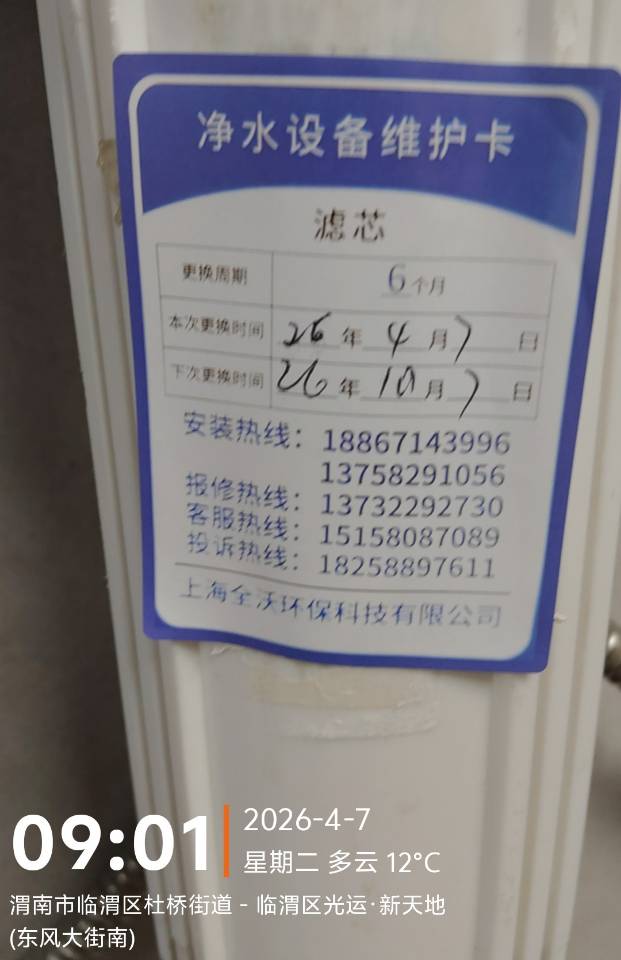 净水设备维护卡
滤芯
更换周期 6个月
本次更换时间 26年4月7日
下次更换时间 26年10月7日
安装热线：18867143996
13758291056
报修热线：13732292730
客服热线：15158087089
投诉热线：18258897611
上海全沃环保科技有限公司
09:01
2026-4-7
星期二 多云 12℃
渭南市临渭区杜桥街道 - 临渭区光运·新天地
(东风大街南)